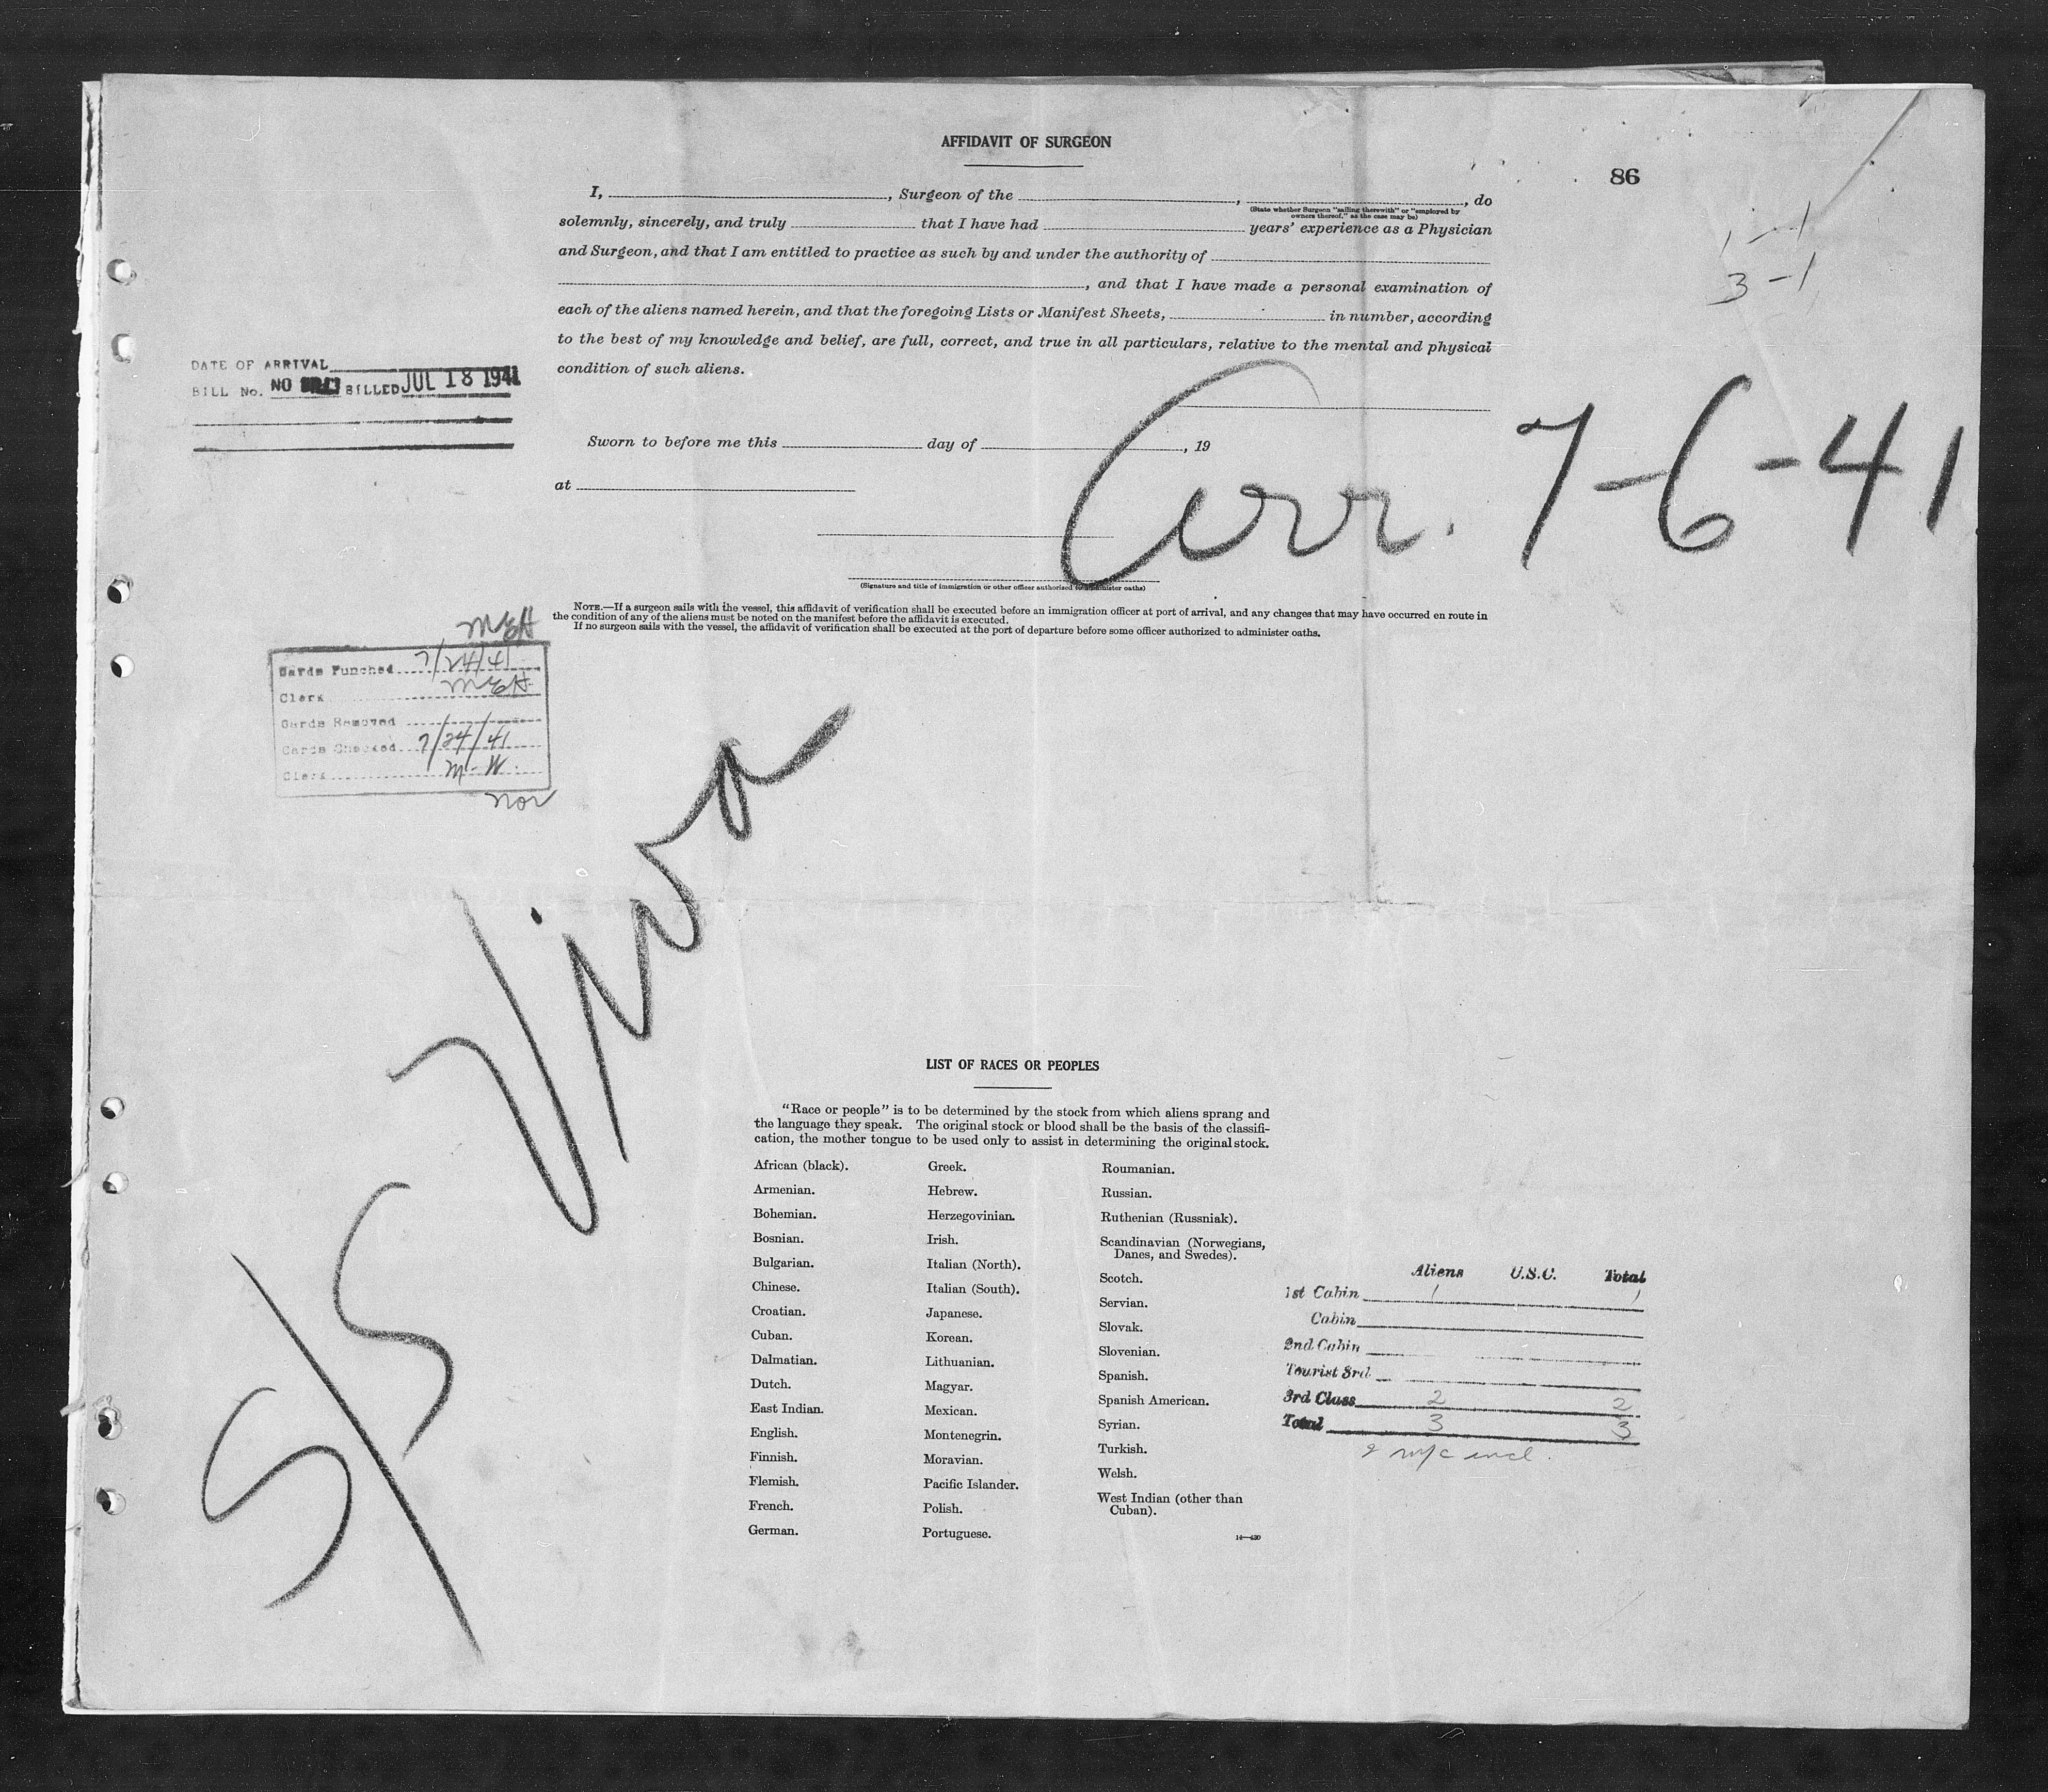 AFFIDAVIT OF SURGEON
86
I, , Surgeon of the , , do
(State whether Surgeon "sailing therewith" or "employed by
owners thereof," as the case may be)
solemnly, sincerely, and truly that I have had years' experience as a Physician
and Surgeon, and that I am entitled to practice as such by and under the authority of
, and that I have made a personal examination of
each of the aliens named herein, and that the foregoing Lists or Manifest Sheets, in number, according
to the best of my knowledge and belief, are full, correct, and true in all particulars, relative to the mental and physical
condition of such aliens.
1 - 1
3 - 1
DATE OF ARRIVAL
BILL No. NO BILLED JUL 18 1941
Arr. 7-6-41
Sworn to before me this day of , 19
at
(Signature and title of immigration or other officer authorized to administer oaths)
NOTE.—If a surgeon sails with the vessel, this affidavit of verification shall be executed before an immigration officer at port of arrival, and any changes that may have occurred en route in
the condition of any of the aliens must be noted on the manifest before the affidavit is executed.
If no surgeon sails with the vessel, the affidavit of verification shall be executed at the port of departure before some officer authorized to administer oaths.
MEH
Cards Punched 7/24/41
Clerk MEH
Cards Removed
Cards Checked 7/24/41
Clerk M-W.
nor
S/S Viva
LIST OF RACES OR PEOPLES
"Race or people" is to be determined by the stock from which aliens sprang and
the language they speak. The original stock or blood shall be the basis of the classifi-
cation, the mother tongue to be used only to assist in determining the original stock.
African (black).
Armenian.
Bohemian.
Bosnian.
Bulgarian.
Chinese.
Croatian.
Cuban.
Dalmatian.
Dutch.
East Indian.
English.
Finnish.
Flemish.
French.
German.
Greek.
Hebrew.
Herzegovinian.
Irish.
Italian (North).
Italian (South).
Japanese.
Korean.
Lithuanian.
Magyar.
Mexican.
Montenegrin.
Moravian.
Pacific Islander.
Polish.
Portuguese.
Roumanian.
Russian.
Ruthenian (Russniak).
Scandinavian (Norwegians,
Danes, and Swedes).
Scotch.
Servian.
Slovak.
Slovenian.
Spanish.
Spanish American.
Syrian.
Turkish.
Welsh.
West Indian (other than
Cuban).
14—430
Aliens U.S.C. Total
1st Cabin 1 1
Cabin
2nd Cabin
Tourist 3rd
3rd Class 2 2
Total 3 3
incl.